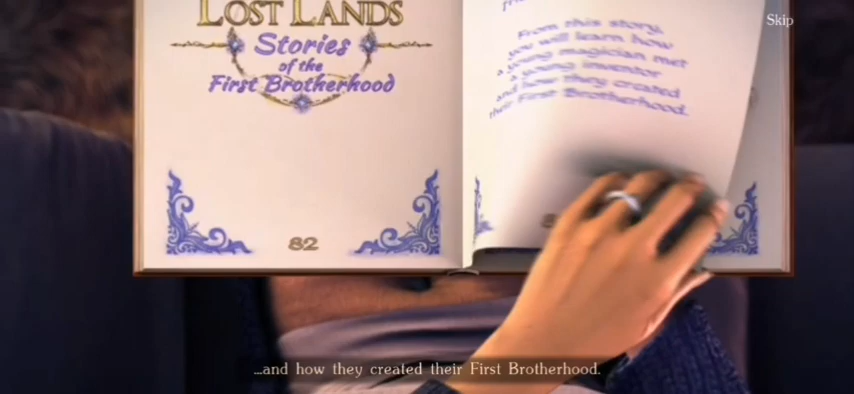 LOST LANDS
Stories
of the
First Brotherhood
82
From this story,
you will learn how
a young magician met
a young inventor
and how they created
their First Brotherhood.
Skip
...and how they created their First Brotherhood.